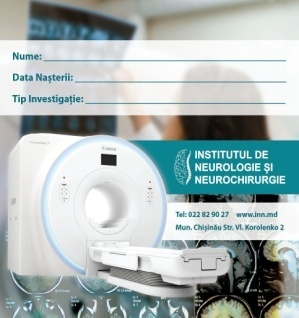 Nume:
Data Nașterii:
Tip Investigație:
Canon
INSTITUTUL DE
NEUROLOGIE ȘI
NEUROCHIRURGIE
Tel: 022 82 90 27 www.inn.md
Mun. Chișinău Str. Vl. Korolenko 2